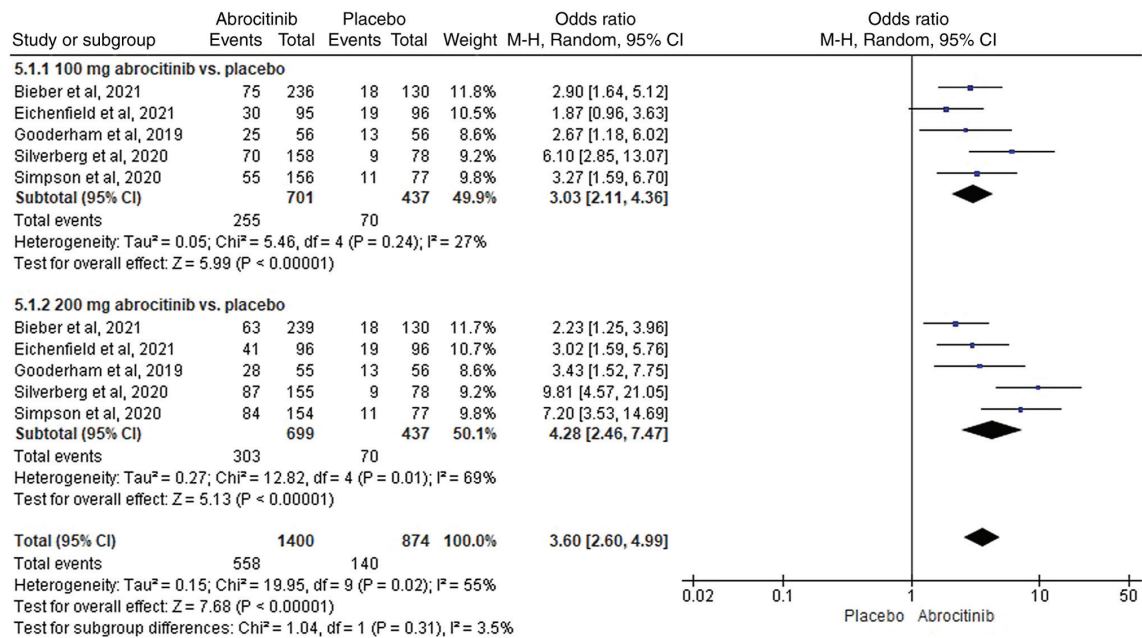 Abrocitinib Placebo Odds ratio Odds ratio
Study or subgroup Events Total Events Total Weight M-H, Random, 95% CI M-H, Random, 95% CI
5.1.1 100 mg abrocitinib vs. placebo
Bieber et al, 2021 75 236 18 130 11.8% 2.90 [1.64, 5.12]
Eichenfield et al, 2021 30 95 19 96 10.5% 1.87 [0.96, 3.63]
Gooderham et al, 2019 25 56 13 56 8.6% 2.67 [1.18, 6.02]
Silverberg et al, 2020 70 158 9 78 9.2% 6.10 [2.85, 13.07]
Simpson et al, 2020 55 156 11 77 9.8% 3.27 [1.59, 6.70]
Subtotal (95% CI) 701 437 49.9% 3.03 [2.11, 4.36]
Total events 255 70
Heterogeneity: Tau² = 0.05; Chi² = 5.46, df = 4 (P = 0.24); I² = 27%
Test for overall effect: Z = 5.99 (P < 0.00001)
5.1.2 200 mg abrocitinib vs. placebo
Bieber et al, 2021 63 239 18 130 11.7% 2.23 [1.25, 3.96]
Eichenfield et al, 2021 41 96 19 96 10.7% 3.02 [1.59, 5.76]
Gooderham et al, 2019 28 55 13 56 8.6% 3.43 [1.52, 7.75]
Silverberg et al, 2020 87 155 9 78 9.2% 9.81 [4.57, 21.05]
Simpson et al, 2020 84 154 11 77 9.8% 7.20 [3.53, 14.69]
Subtotal (95% CI) 699 437 50.1% 4.28 [2.46, 7.47]
Total events 303 70
Heterogeneity: Tau² = 0.27; Chi² = 12.82, df = 4 (P = 0.01); I² = 69%
Test for overall effect: Z = 5.13 (P < 0.00001)
Total (95% CI) 1400 874 100.0% 3.60 [2.60, 4.99]
Total events 558 140
Heterogeneity: Tau² = 0.15; Chi² = 19.95, df = 9 (P = 0.02); I² = 55%
Test for overall effect: Z = 7.68 (P < 0.00001)
Test for subgroup differences: Chi² = 1.04, df = 1 (P = 0.31), I² = 3.5%
0.02 0.1 1 10 50
Placebo Abrocitinib